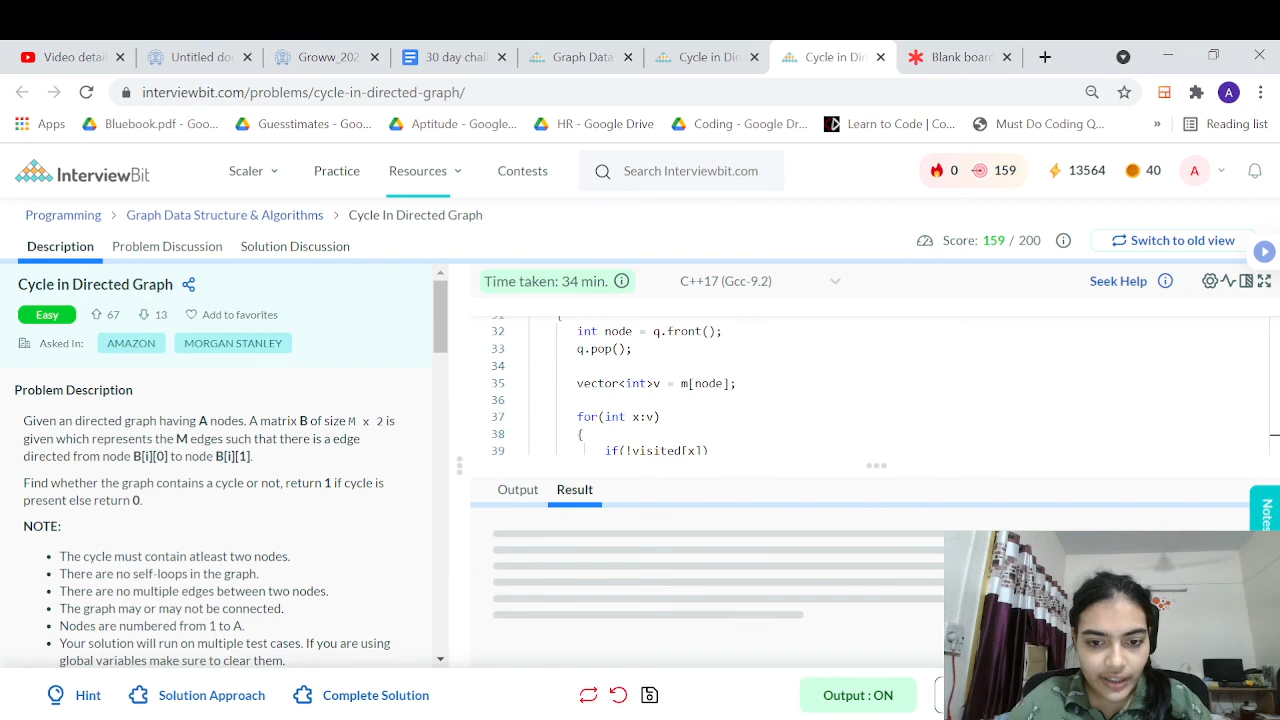 Video detail
Untitled do
Groww_202
30 day chall
Graph Data
Cycle in Dir
Cycle in Dir
Blank board
interviewbit.com/problems/cycle-in-directed-graph/
A
Apps
Bluebook.pdf - Goo...
Guesstimates - Goo...
Aptitude - Google...
HR - Google Drive
Coding - Google Dr...
Learn to Code | Co...
Must Do Coding Q...
»
Reading list
InterviewBit
Scaler
Practice
Resources
Contests
Search Interviewbit.com
0
159
13564
40
A
Programming > Graph Data Structure & Algorithms > Cycle In Directed Graph
Description
Problem Discussion
Solution Discussion
Score: 159 / 200
Switch to old view
Cycle in Directed Graph
Easy
67
13
Add to favorites
Asked In:
AMAZON
MORGAN STANLEY
Problem Description
Given an directed graph having A nodes. A matrix B of size M x 2 is
given which represents the M edges such that there is a edge
directed from node B[i][0] to node B[i][1].
Find whether the graph contains a cycle or not, return 1 if cycle is
present else return 0.
NOTE:
• The cycle must contain atleast two nodes.
• There are no self-loops in the graph.
• There are no multiple edges between two nodes.
• The graph may or may not be connected.
• Nodes are numbered from 1 to A.
• Your solution will run on multiple test cases. If you are using
global variables make sure to clear them.
Time taken: 34 min.
C++17 (Gcc-9.2)
Seek Help
31 {
32 int node = q.front();
33 q.pop();
34
35 vector<int>v = m[node];
36
37 for(int x:v)
38 {
39 if(!visited[x])
Output
Result
Notes
Hint
Solution Approach
Complete Solution
Output : ON